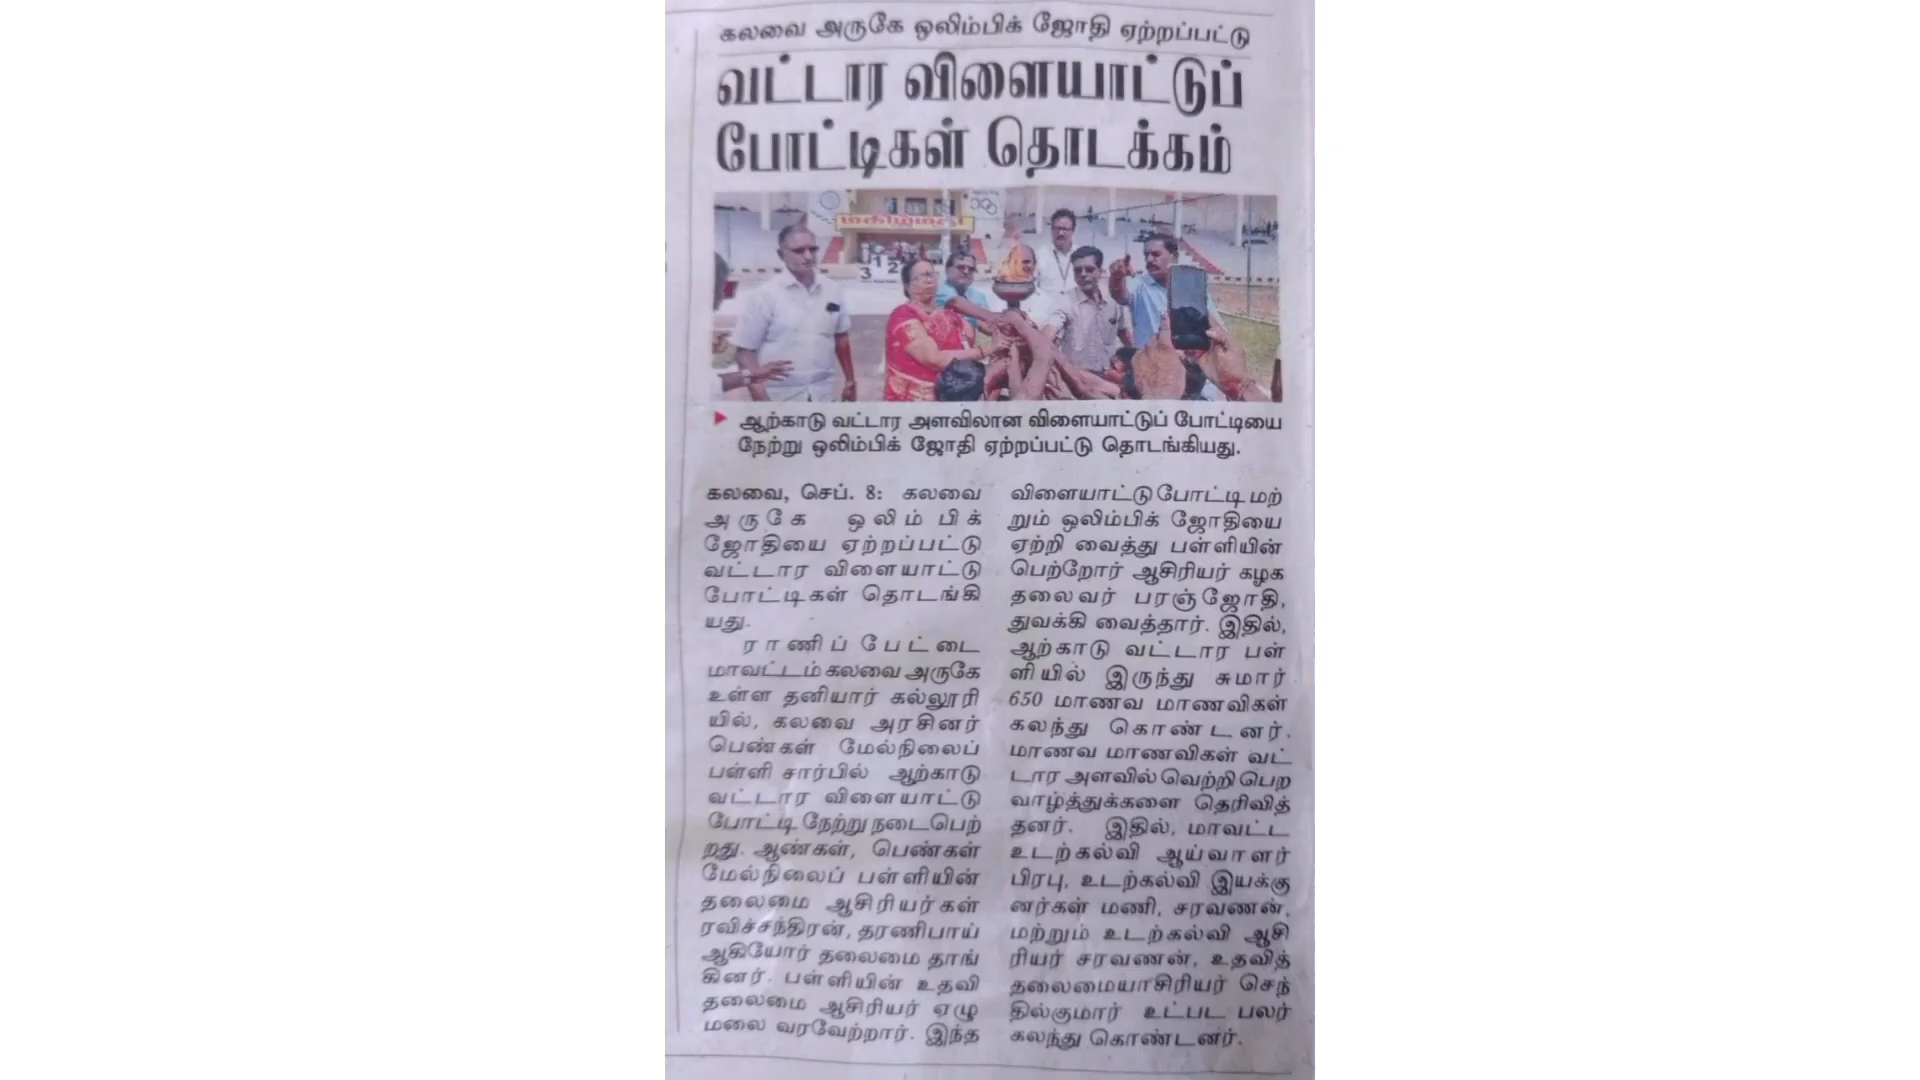 கலவை அருகே ஒலிம்பிக் ஜோதி ஏற்றப்பட்டு
வட்டார விளையாட்டுப்
போட்டிகள் தொடக்கம்
மகிழ்மதி
3 1 2
ஆற்காடு வட்டார அளவிலான விளையாட்டுப் போட்டியை
நேற்று ஒலிம்பிக் ஜோதி ஏற்றப்பட்டு தொடங்கியது.
கலவை, செப். 8: கலவை
அருகே ஒலிம்பிக்
ஜோதியை ஏற்றப்பட்டு
வட்டார விளையாட்டு
போட்டிகள் தொடங்கி
யது.
ராணிப்பேட்டை
மாவட்டம் கலவை அருகே
உள்ள தனியார் கல்லூரி
யில், கலவை அரசினர்
பெண்கள் மேல்நிலைப்
பள்ளி சார்பில் ஆற்காடு
வட்டார விளையாட்டு
போட்டி நேற்று நடைபெற்
றது. ஆண்கள், பெண்கள்
மேல்நிலைப் பள்ளியின்
தலைமை ஆசிரியர்கள்
ரவிச்சந்திரன், தரணிபாய்
ஆகியோர் தலைமை தாங்
கினர். பள்ளியின் உதவி
தலைமை ஆசிரியர் ஏழு
மலை வரவேற்றார். இந்த
விளையாட்டு போட்டி மற்
றும் ஒலிம்பிக் ஜோதியை
ஏற்றி வைத்து பள்ளியின்
பெற்றோர் ஆசிரியர் கழக
தலைவர் பரஞ்ஜோதி,
துவக்கி வைத்தார். இதில்,
ஆற்காடு வட்டார பள்
ளியில் இருந்து சுமார்
650 மாணவ மாணவிகள்
கலந்து கொண்டனர்.
மாணவ மாணவிகள் வட்
டார அளவில் வெற்றி பெற
வாழ்த்துக்களை தெரிவித்
தனர். இதில், மாவட்ட
உடற்கல்வி ஆய்வாளர்
பிரபு, உடற்கல்வி இயக்கு
னர்கள் மணி, சரவணன்,
மற்றும் உடற்கல்வி ஆசி
ரியர் சரவணன், உதவித்
தலைமையாசிரியர் செந்
தில்குமார் உட்பட பலர்
கலந்து கொண்டனர்.